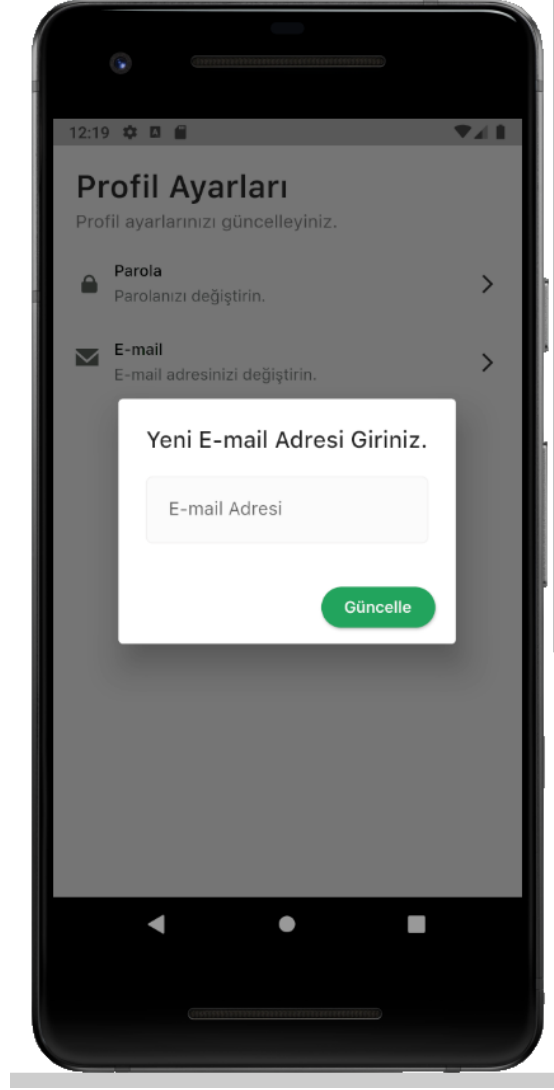 12:19
Profil Ayarları
Profil ayarlarınızı güncelleyiniz.
Parola
Parolanızı değiştirin.
E-mail
E-mail adresinizi değiştirin.
Yeni E-mail Adresi Giriniz.
E-mail Adresi
Güncelle